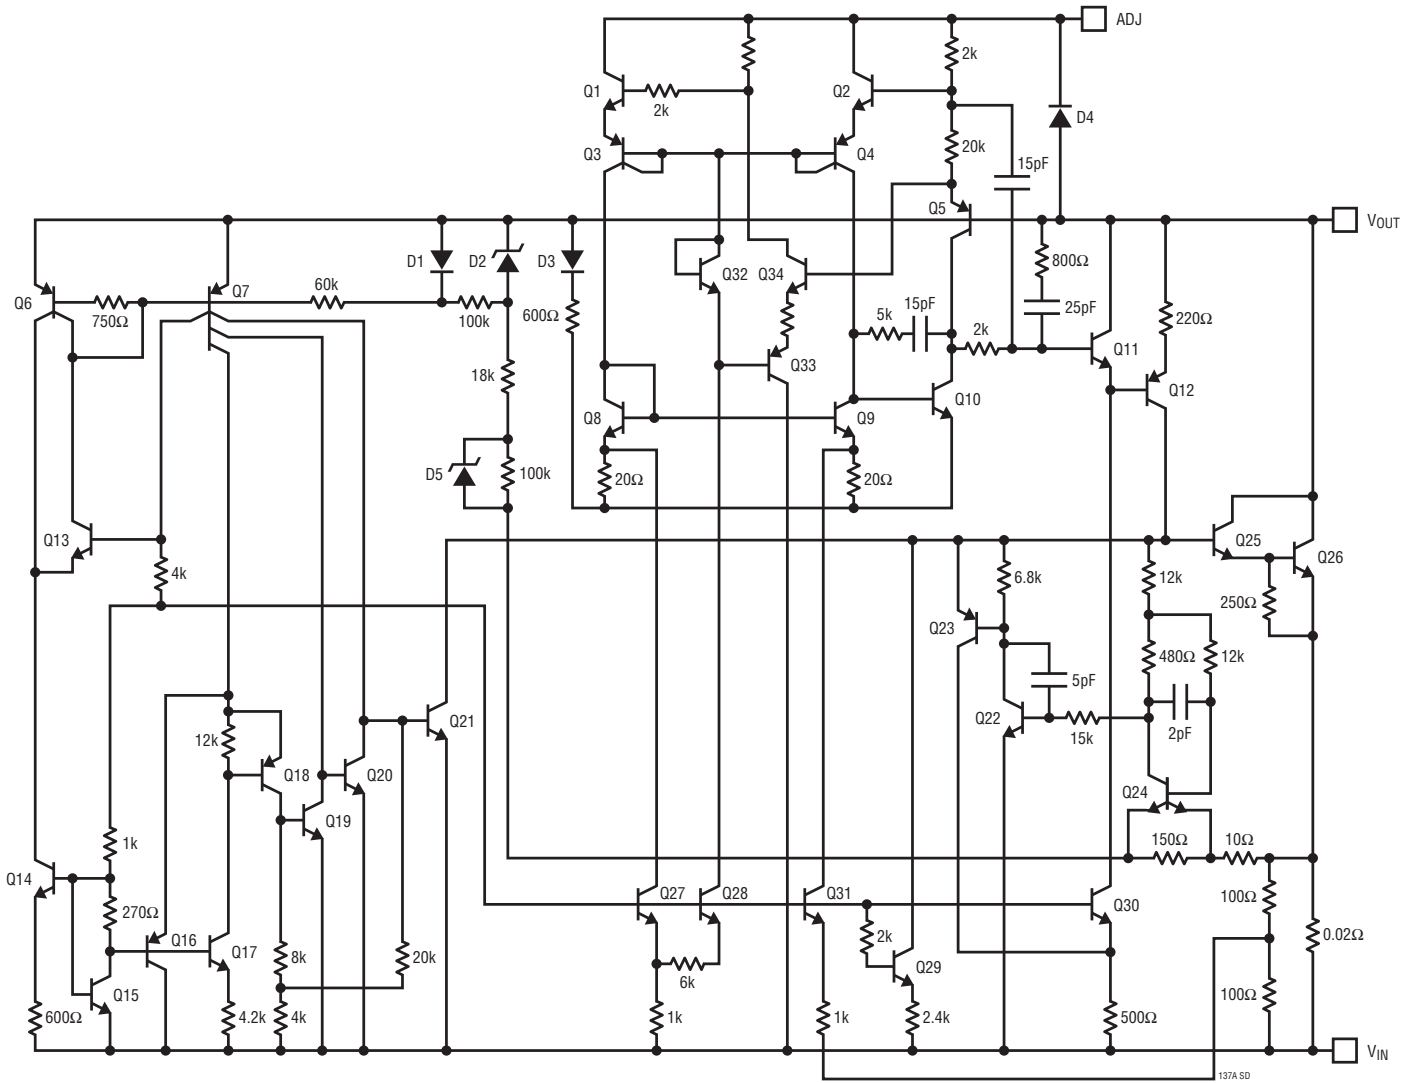 ADJ
2k
Q1
2k
Q2
D4
20k
Q3
Q4
15pF
Q5
VOUT
D1
D2
D3
Q32
Q34
800Ω
Q6
750Ω
Q7
60k
100k
600Ω
5k
15pF
25pF
220Ω
2k
Q11
Q33
18k
Q12
Q10
Q8
Q9
D5
100k
20Ω
20Ω
Q13
4k
Q25
Q26
6.8k
12k
250Ω
Q23
480Ω
12k
5pF
Q21
Q22
15k
2pF
12k
Q18
Q20
Q24
Q19
1k
150Ω
10Ω
Q14
Q27
Q28
Q31
Q30
100Ω
270Ω
2k
0.02Ω
Q16
Q17
8k
20k
Q29
6k
Q15
100Ω
600Ω
4.2k
4k
1k
1k
2.4k
500Ω
VIN
137A SD